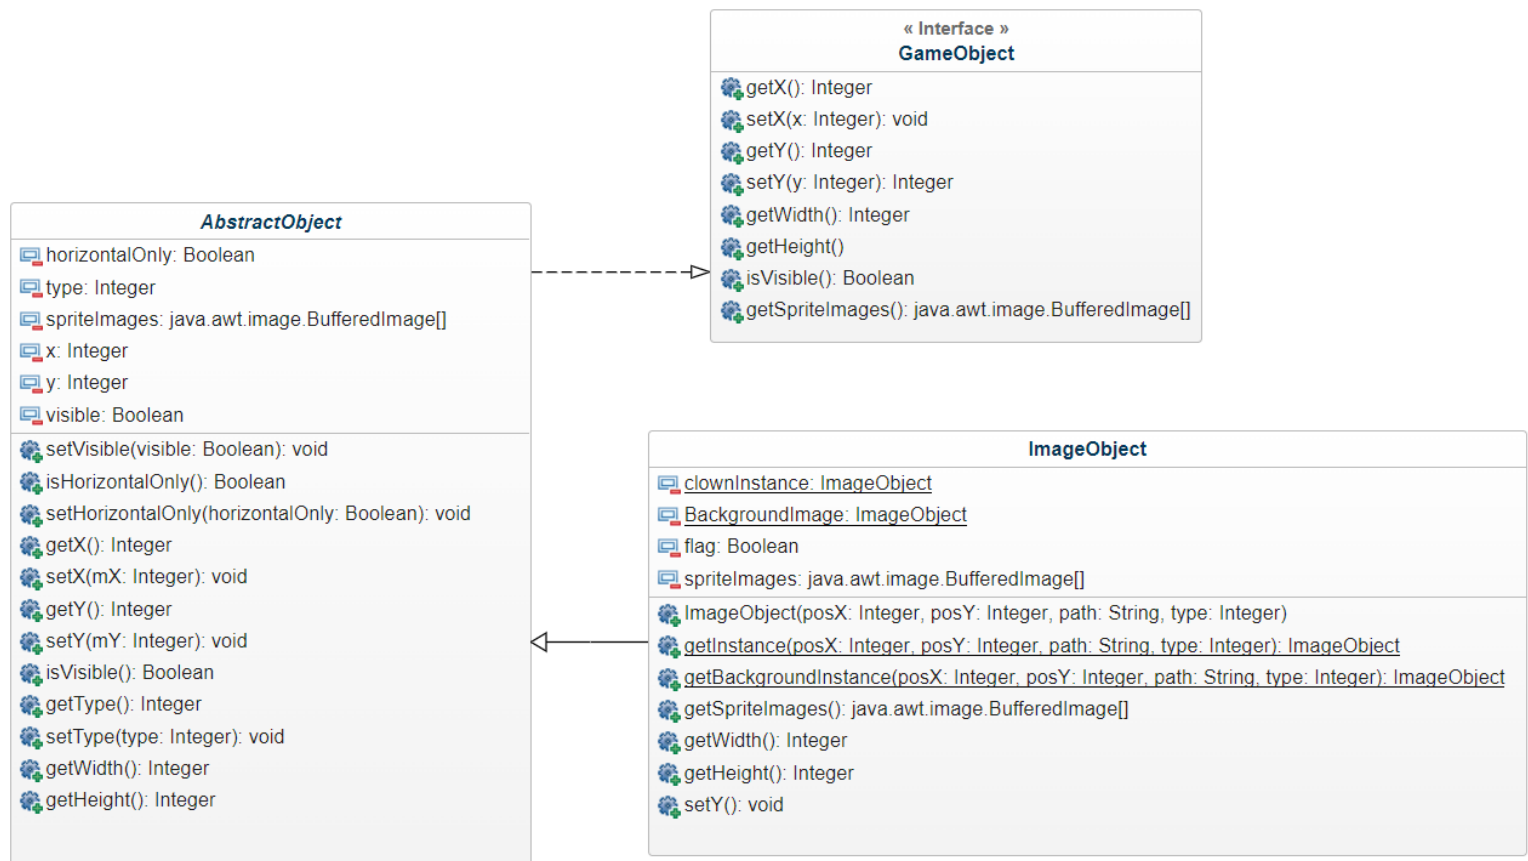 « Interface »
GameObject
getX(): Integer
setX(x: Integer): void
getY(): Integer
setY(y: Integer): Integer
getWidth(): Integer
getHeight()
isVisible(): Boolean
getSpriteImages(): java.awt.image.BufferedImage[]
AbstractObject
horizontalOnly: Boolean
type: Integer
spriteImages: java.awt.image.BufferedImage[]
x: Integer
y: Integer
visible: Boolean
setVisible(visible: Boolean): void
isHorizontalOnly(): Boolean
setHorizontalOnly(horizontalOnly: Boolean): void
getX(): Integer
setX(mX: Integer): void
getY(): Integer
setY(mY: Integer): void
isVisible(): Boolean
getType(): Integer
setType(type: Integer): void
getWidth(): Integer
getHeight(): Integer
ImageObject
clownInstance: ImageObject
BackgroundImage: ImageObject
flag: Boolean
spriteImages: java.awt.image.BufferedImage[]
ImageObject(posX: Integer, posY: Integer, path: String, type: Integer)
getInstance(posX: Integer, posY: Integer, path: String, type: Integer): ImageObject
getBackgroundInstance(posX: Integer, posY: Integer, path: String, type: Integer): ImageObject
getSpriteImages(): java.awt.image.BufferedImage[]
getWidth(): Integer
getHeight(): Integer
setY(): void